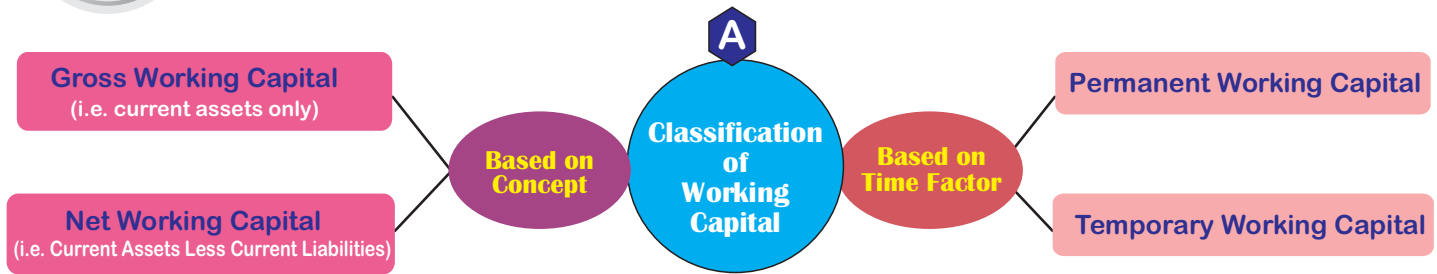 A
Gross Working Capital
(i.e. current assets only)
Net Working Capital
(i.e. Current Assets Less Current Liabilities)
Based on
Concept
Classification
of
Working
Capital
Based on
Time Factor
Permanent Working Capital
Temporary Working Capital